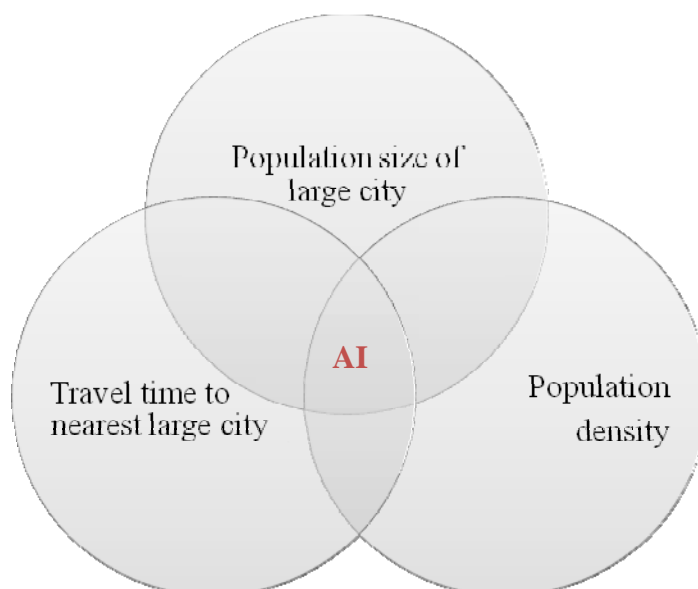 Population size of
large city
AI
Travel time to
nearest large city
Population
density